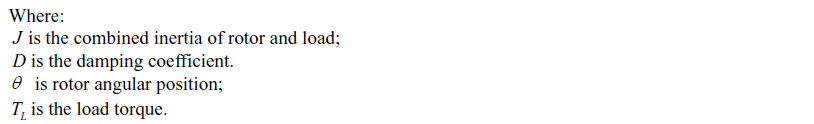 Where:
J is the combined inertia of rotor and load;
D is the damping coefficient.
θ is rotor angular position;
T_L is the load torque.